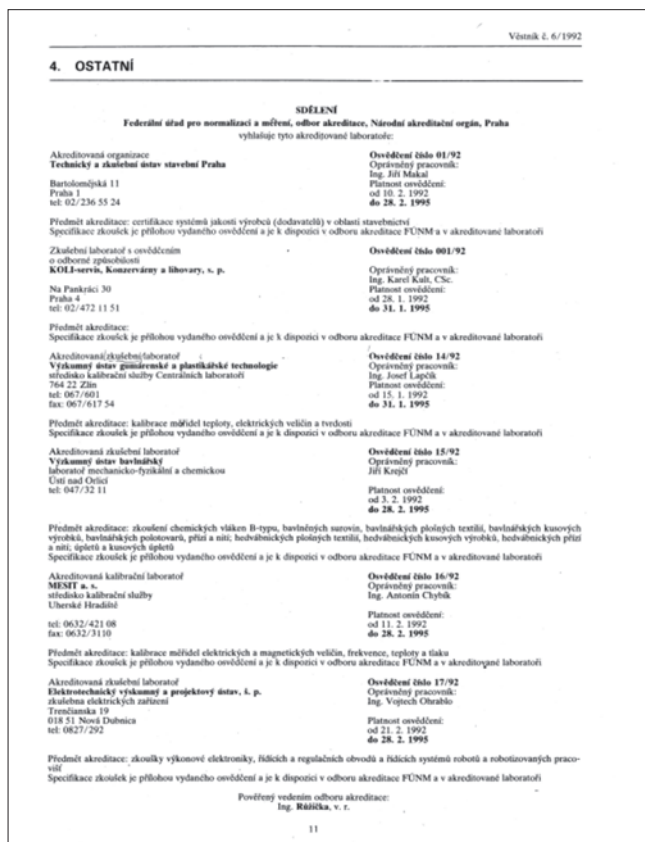 Věstník č. 6/1992
4. OSTATNÍ
SDĚLENÍ
Federální úřad pro normalizaci a měření, odbor akreditace, Národní akreditační orgán, Praha
vyhlašuje tyto akreditované laboratoře:
Akreditovaná organizace
Technický a zkušební ústav stavební Praha
Bartolomějská 11
Praha 1
tel: 02/236 55 24
Osvědčení číslo 01/92
Oprávněný pracovník:
Ing. Jiří Makal
Platnost osvědčení:
od 10. 2. 1992
do 28. 2. 1995
Předmět akreditace: certifikace systémů jakosti výrobců (dodavatelů) v oblasti stavebnictví
Specifikace zkoušek je přílohou vydaného osvědčení a je k dispozici v odboru akreditace FÚNM a v akreditované laboratoři
Zkušební laboratoř s osvědčením
o odborné způsobilosti
KOLI-servis, Konzervárny a lihovary, s. p.
Na Pankráci 30
Praha 4
tel: 02/472 11 51
Osvědčení číslo 001/92
Oprávněný pracovník:
Ing. Karel Kult, CSc.
Platnost osvědčení:
od 28. 1. 1992
do 31. 1. 1995
Předmět akreditace:
Specifikace zkoušek je přílohou vydaného osvědčení a je k dispozici v odboru akreditace FÚNM a v akreditované laboratoři
Akreditovaná zkušební laboratoř
Výzkumný ústav gumárenské a plastikářské technologie
středisko kalibrační služby Centrálních laboratoří
764 22 Zlín
tel: 067/601
fax: 067/617 54
Osvědčení číslo 14/92
Oprávněný pracovník:
Ing. Josef Lapčík
Platnost osvědčení:
od 15. 1. 1992
do 31. 1. 1995
Předmět akreditace: kalibrace měřidel teploty, elektrických veličin a tvrdosti
Specifikace zkoušek je přílohou vydaného osvědčení a je k dispozici v odboru akreditace FÚNM a v akreditované laboratoři
Akreditovaná zkušební laboratoř
Výzkumný ústav bavlnářský
laboratoř mechanicko-fyzikální a chemickou
Ústí nad Orlicí
tel: 047/32 11
Osvědčení číslo 15/92
Oprávněný pracovník:
Jiří Krejčí
Platnost osvědčení:
od 3. 2. 1992
do 28. 2. 1995
Předmět akreditace: zkoušení chemických vláken B-typu, bavlněných surovin, bavlnářských plošných textilií, bavlnářských kusových
výrobků, bavlnářských polotovarů, přízí a nití; hedvábnických plošných textilií, hedvábnických kusových výrobků, hedvábnických přízí
a nití; úpletů a kusových úpletů
Specifikace zkoušek je přílohou vydaného osvědčení a je k dispozici v odboru akreditace FÚNM a v akreditované laboratoři
Akreditovaná kalibrační laboratoř
MESIT a. s.
středisko kalibrační služby
Uherské Hradiště
tel: 0632/421 08
fax: 0632/3110
Osvědčení číslo 16/92
Oprávněný pracovník:
Ing. Antonín Chybík
Platnost osvědčení:
od 11. 2. 1992
do 28. 2. 1995
Předmět akreditace: kalibrace měřidel elektrických a magnetických veličin, frekvence, teploty a tlaku
Specifikace zkoušek je přílohou vydaného osvědčení a je k dispozici v odboru akreditace FÚNM a v akreditované laboratoři
Akreditovaná zkušební laboratoř
Elektrotechnický výskumný a projektový ústav, š. p.
zkušebna elektrických zařízení
Trenčianska 19
018 51 Nová Dubnica
tel: 0827/292
Osvědčení číslo 17/92
Oprávněný pracovník:
Ing. Vojtech Ohrablo
Platnost osvědčení:
od 21. 2. 1992
do 28. 2. 1995
Předmět akreditace: zkoušky výkonové elektroniky, řídících a regulačních obvodů a řídících systémů robotů a robotizovaných praco-
višť
Specifikace zkoušek je přílohou vydaného osvědčení a je k dispozici v odboru akreditace FÚNM a v akreditované laboratoři
Pověřený vedením odboru akreditace:
Ing. Růžička, v. r.
11